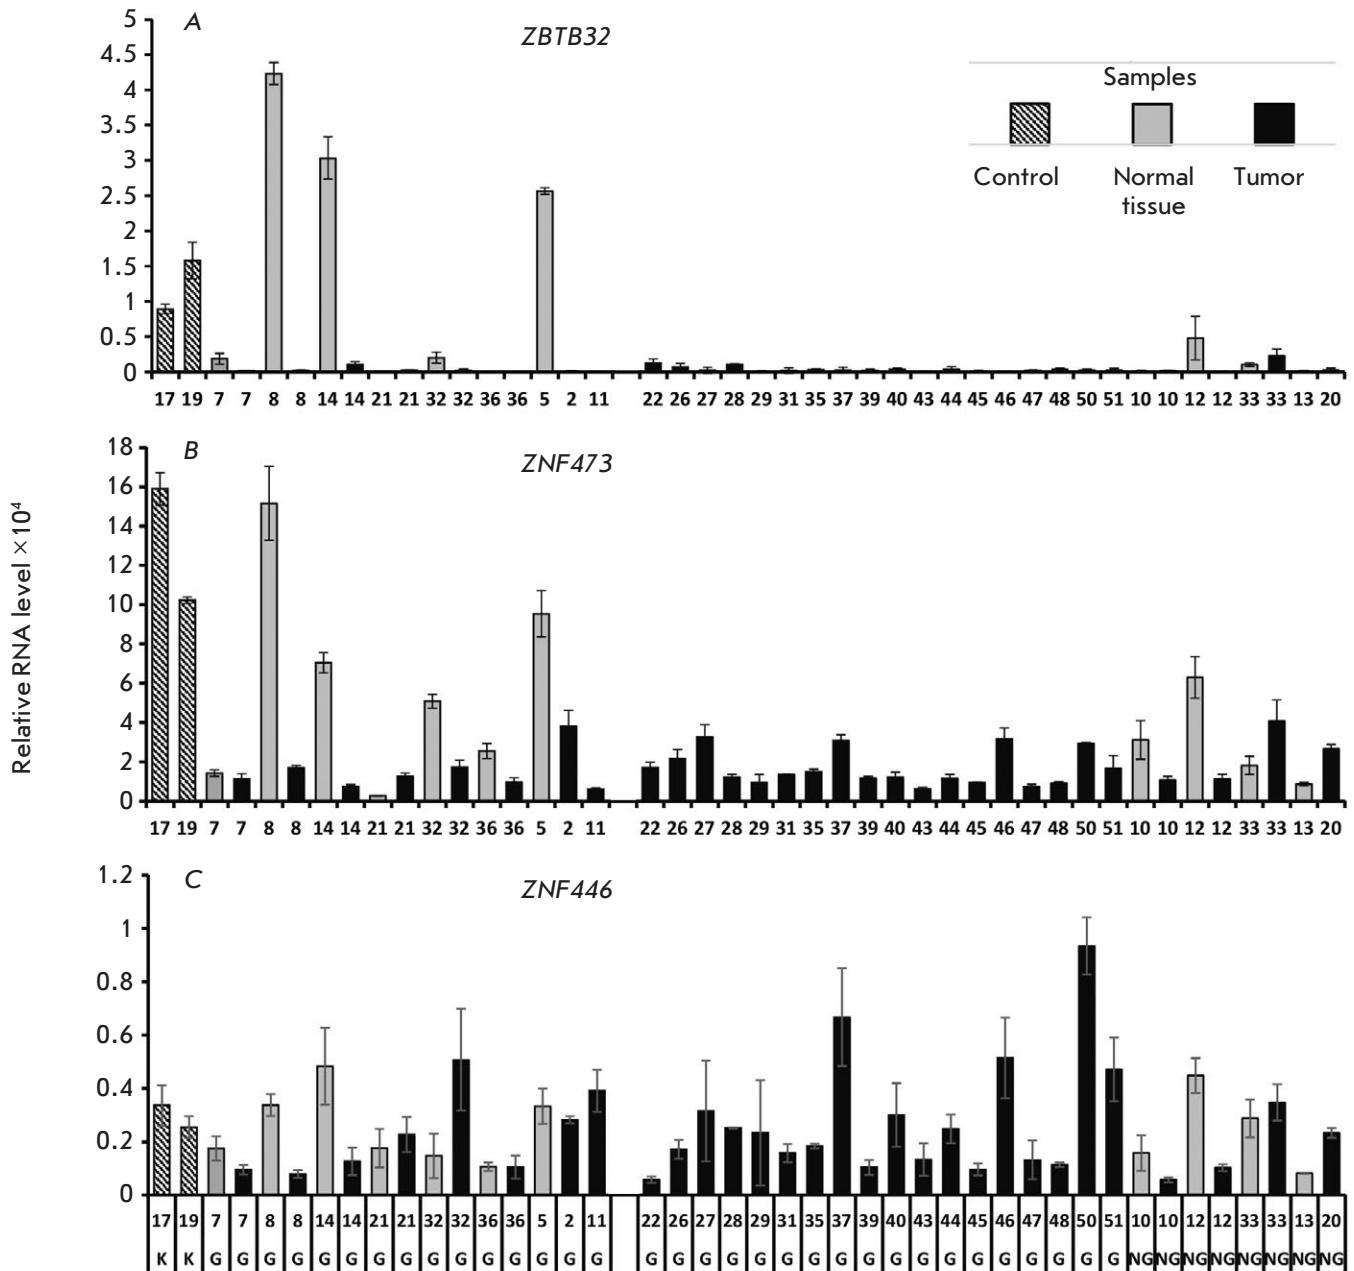 A
ZBTB32
5
4.5
4
3.5
3
2.5
2
1.5
1
0.5
0
Samples
Control Normal tissue Tumor
17 19 7 7 8 8 14 14 21 21 32 32 36 36 5 2 11 22 26 27 28 29 31 35 37 39 40 43 44 45 46 47 48 50 51 10 10 12 12 33 33 13 20
Relative RNA level × 10⁴
B
ZNF473
18
16
14
12
10
8
6
4
2
0
17 19 7 7 8 8 14 14 21 21 32 32 36 36 5 2 11 22 26 27 28 29 31 35 37 39 40 43 44 45 46 47 48 50 51 10 10 12 12 33 33 13 20
C
ZNF446
1.2
1
0.8
0.6
0.4
0.2
0
17 19 7 7 8 8 14 14 21 21 32 32 36 36 5 2 11 22 26 27 28 29 31 35 37 39 40 43 44 45 46 47 48 50 51 10 10 12 12 33 33 13 20
K K G G G G G G G G G G G G G G G G G G G G G G G G G G G G G G G G G NG NG NG NG NG NG NG NG